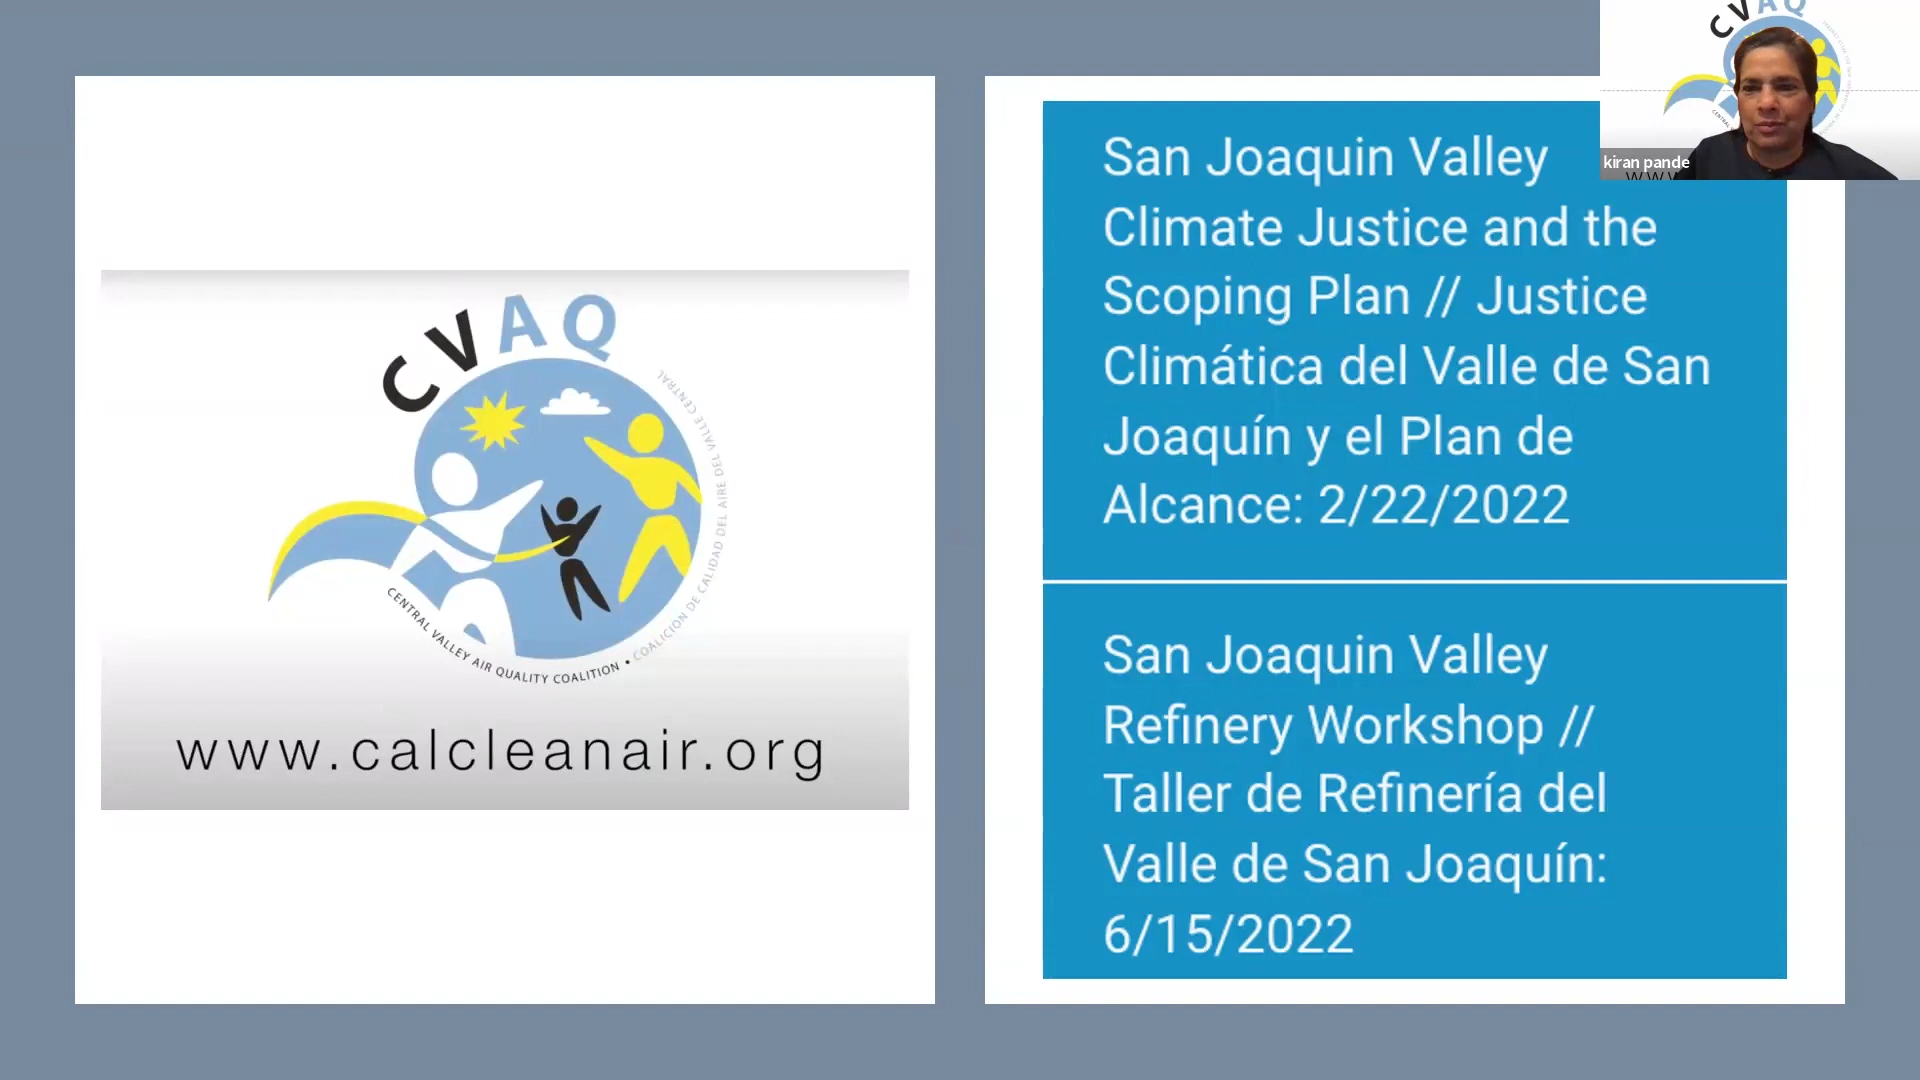 CVAQ
CENTRAL VALLEY AIR QUALITY COALITION • COALICIÓN DE CALIDAD DEL AIRE DEL VALLE CENTRAL
www.calcleanair.org
San Joaquin Valley
Climate Justice and the
Scoping Plan // Justice
Climática del Valle de San
Joaquín y el Plan de
Alcance: 2/22/2022
San Joaquin Valley
Refinery Workshop //
Taller de Refinería del
Valle de San Joaquín:
6/15/2022
CVAQ
kiran pande